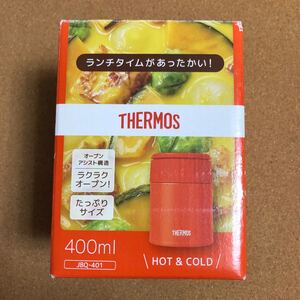 ランチタイムがあったかい!
THERMOS
オープン
アシスト構造
ラクラク
オープン!
たっぷり
サイズ
THERMOS
400ml
JBQ-401
HOT & COLD